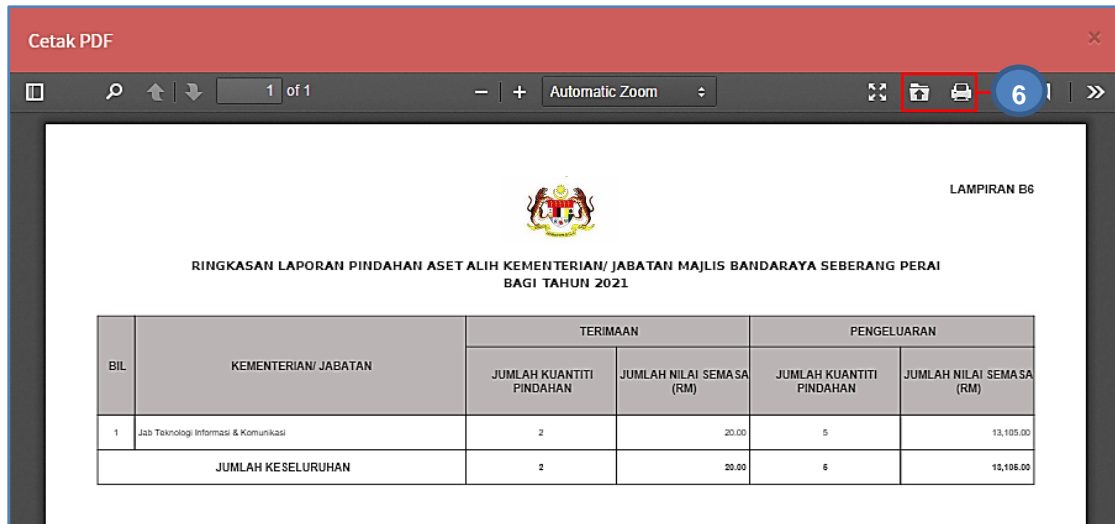 Cetak PDF ×
1 of 1 − + Automatic Zoom 6
LAMPIRAN B6
RINGKASAN LAPORAN PINDAHAN ASET ALIH KEMENTERIAN/ JABATAN MAJLIS BANDARAYA SEBERANG PERAI
BAGI TAHUN 2021
BIL KEMENTERIAN/ JABATAN TERIMAAN PENGELUARAN
JUMLAH KUANTITI PINDAHAN JUMLAH NILAI SEMASA (RM) JUMLAH KUANTITI PINDAHAN JUMLAH NILAI SEMASA (RM)
1 Jab Teknologi Informasi & Komunikasi 2 20.00 5 13,105.00
JUMLAH KESELURUHAN 2 20.00 5 13,105.00